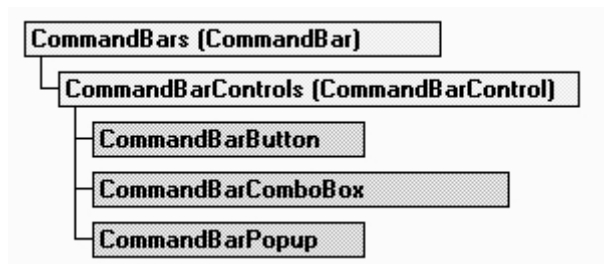 CommandBars (CommandBar)
CommandBarControls (CommandBarControl)
CommandBarButton
CommandBarComboBox
CommandBarPopup